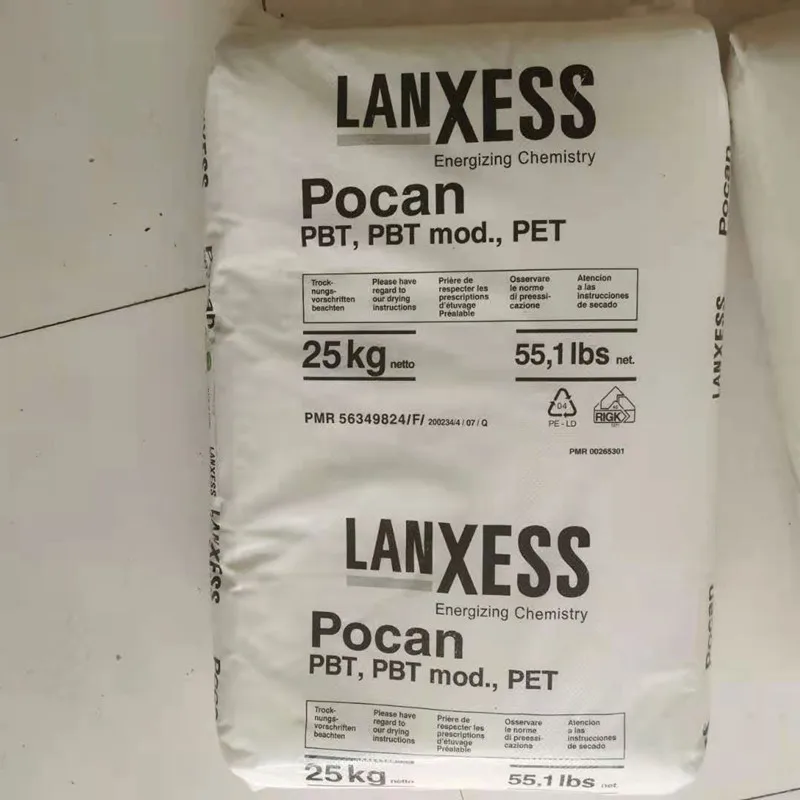 LANXESS
Energizing Chemistry
Pocan
PBT, PBT mod., PET
Trock-
nungs-
vorschriften
beachten
Please have
regard to
our drying
instructions
Prière de
respecter les
prescriptions
d'étuvage
Préalable
Osservare
le norme
di preessi-
cazione
Atencion
a las
instrucciones
de secado
25 kg netto
55,1 lbs net.
04
PE-LD
RIGK
PMR 56349824/F/ 200234/4 / 07 / Q
PMR 00265301
LANXESS
Energizing Chemistry
Pocan
PBT, PBT mod., PET
Trock-
nungs-
vorschriften
beachten
Please have
regard to
our drying
instructions
Prière de
respecter les
prescriptions
d'étuvage
Préalable
Osservare
le norme
di preessi-
cazione
Atencion
a las
instrucciones
de secado
25 kg netto
55,1 lbs net.
Pocan
LANXESS
Pocan
LANXESS
LANXESS